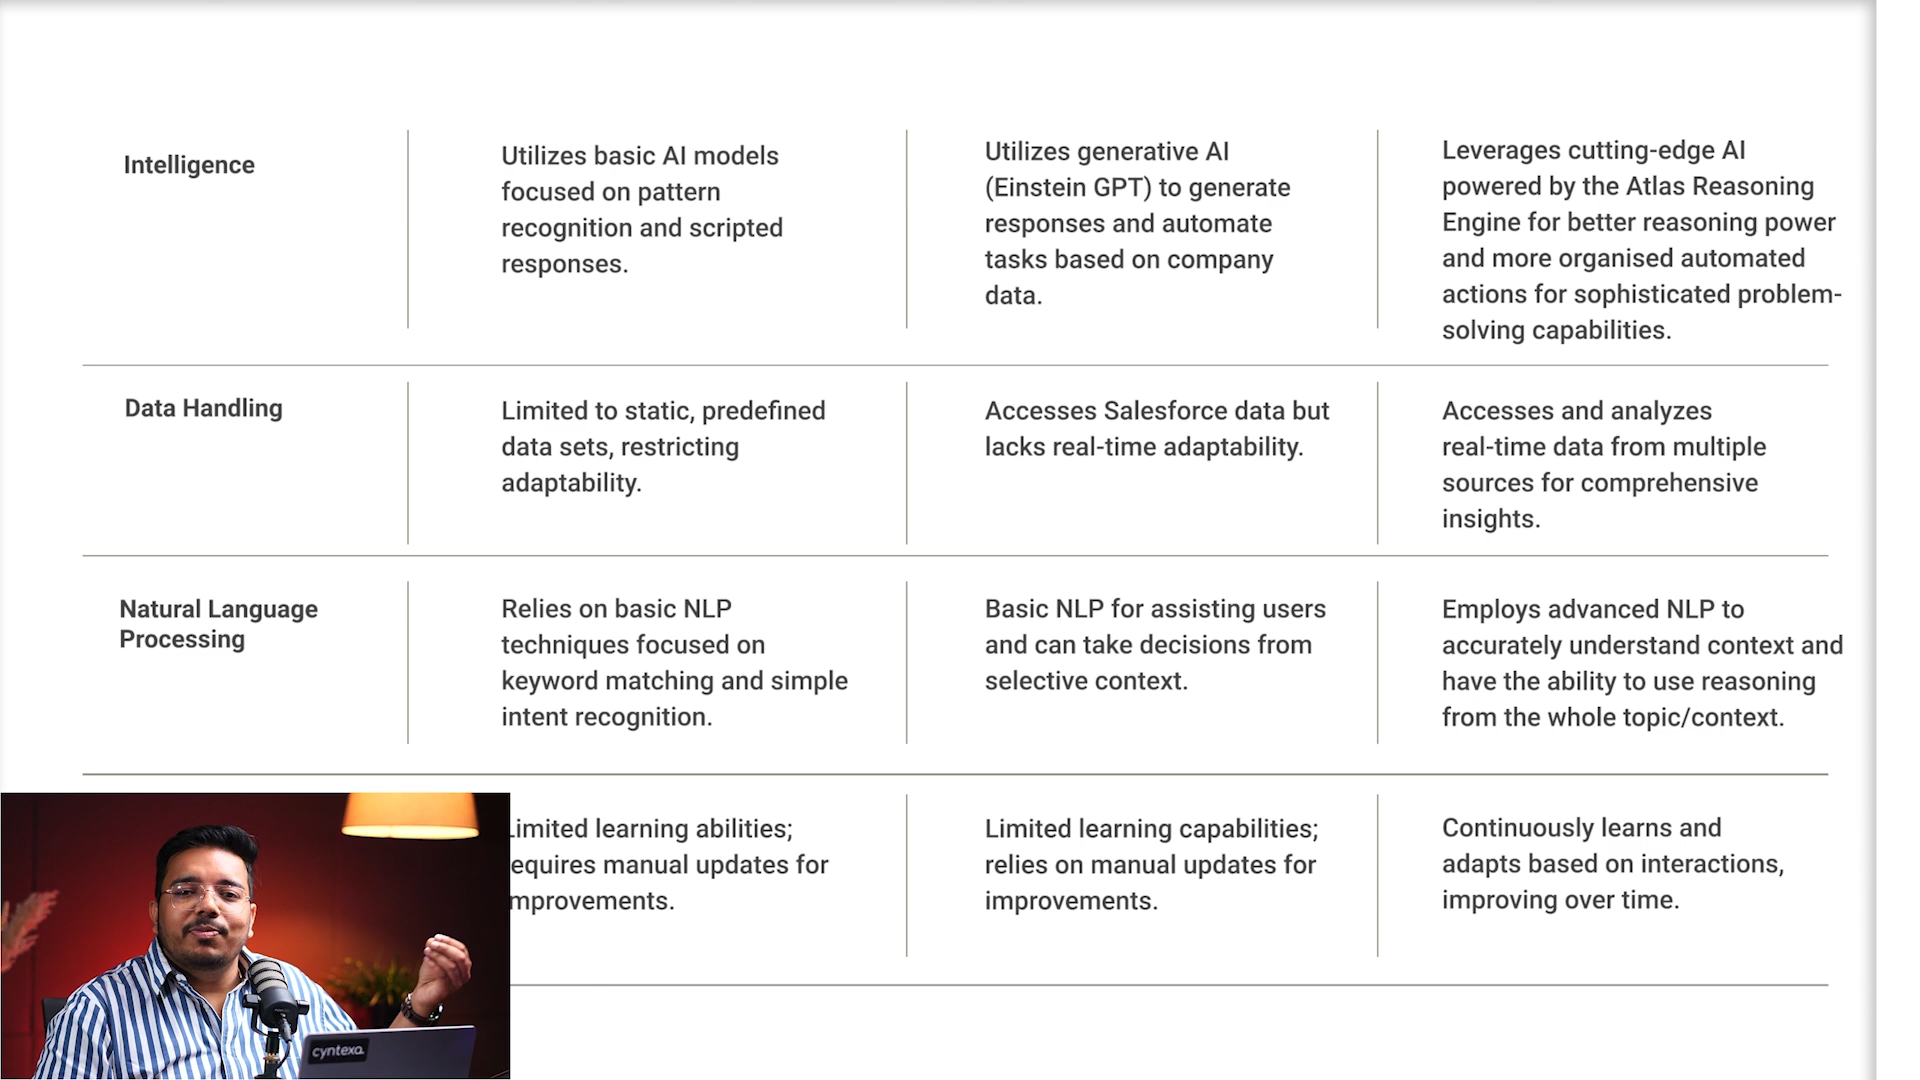 Intelligence
Utilizes basic AI models
focused on pattern
recognition and scripted
responses.
Utilizes generative AI
(Einstein GPT) to generate
responses and automate
tasks based on company
data.
Leverages cutting-edge AI
powered by the Atlas Reasoning
Engine for better reasoning power
and more organised automated
actions for sophisticated problem-
solving capabilities.
Data Handling
Limited to static, predefined
data sets, restricting
adaptability.
Accesses Salesforce data but
lacks real-time adaptability.
Accesses and analyzes
real-time data from multiple
sources for comprehensive
insights.
Natural Language
Processing
Relies on basic NLP
techniques focused on
keyword matching and simple
intent recognition.
Basic NLP for assisting users
and can take decisions from
selective context.
Employs advanced NLP to
accurately understand context and
have the ability to use reasoning
from the whole topic/context.
Limited learning abilities;
requires manual updates for
improvements.
Limited learning capabilities;
relies on manual updates for
improvements.
Continuously learns and
adapts based on interactions,
improving over time.
cyntexa